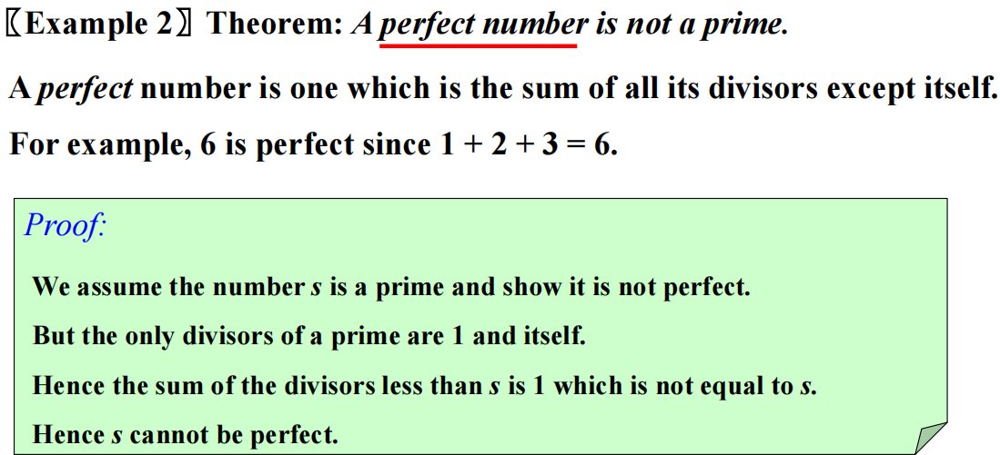 〖Example 2〗 Theorem: A perfect number is not a prime.
A perfect number is one which is the sum of all its divisors except itself.
For example, 6 is perfect since 1 + 2 + 3 = 6.
Proof:
We assume the number s is a prime and show it is not perfect.
But the only divisors of a prime are 1 and itself.
Hence the sum of the divisors less than s is 1 which is not equal to s.
Hence s cannot be perfect.